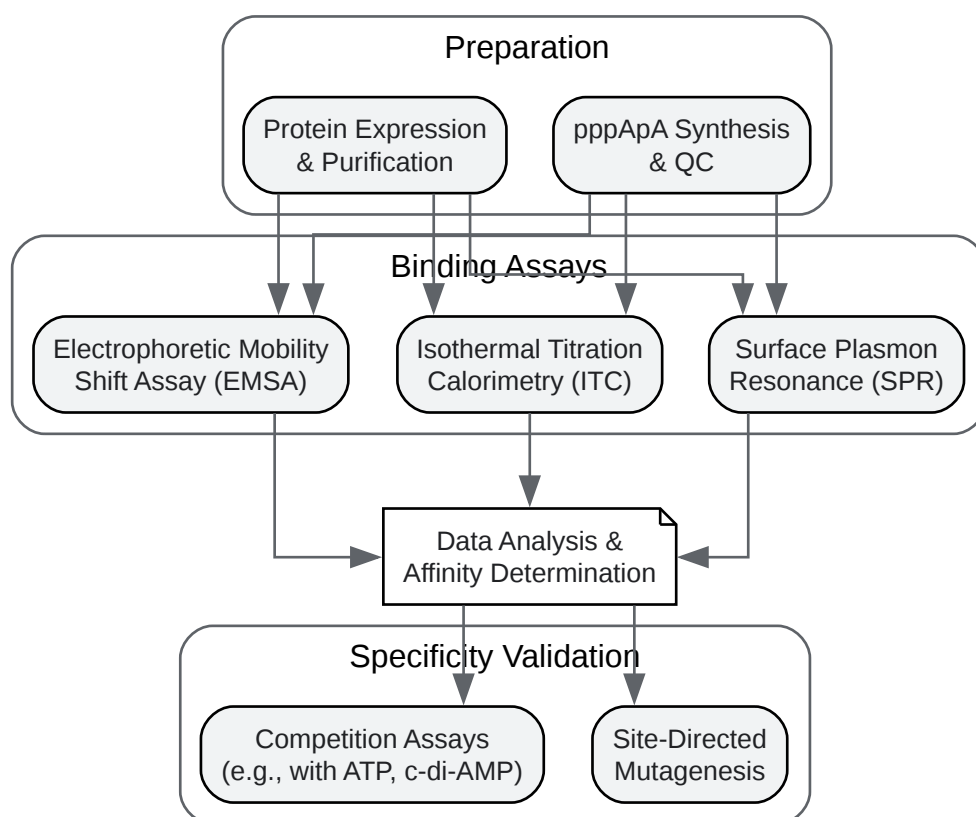 Preparation
Protein Expression
& Purification
pppApA Synthesis
& QC
Binding Assays
Electrophoretic Mobility
Shift Assay (EMSA)
Isothermal Titration
Calorimetry (ITC)
Surface Plasmon
Resonance (SPR)
Data Analysis &
Affinity Determination
Specificity Validation
Competition Assays
(e.g., with ATP, c-di-AMP)
Site-Directed
Mutagenesis